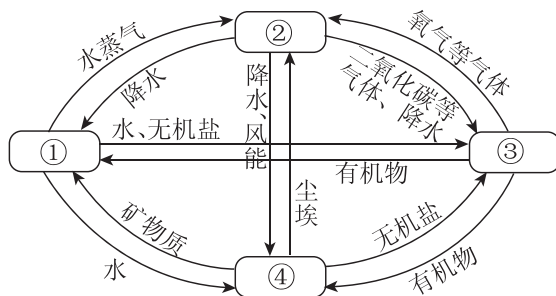 水蒸气
②
氧气等气体
降水
降水、风能
二氧化碳等
气体、降水
①
水、无机盐
③
有机物
尘埃
矿物质
无机盐
水
④
有机物